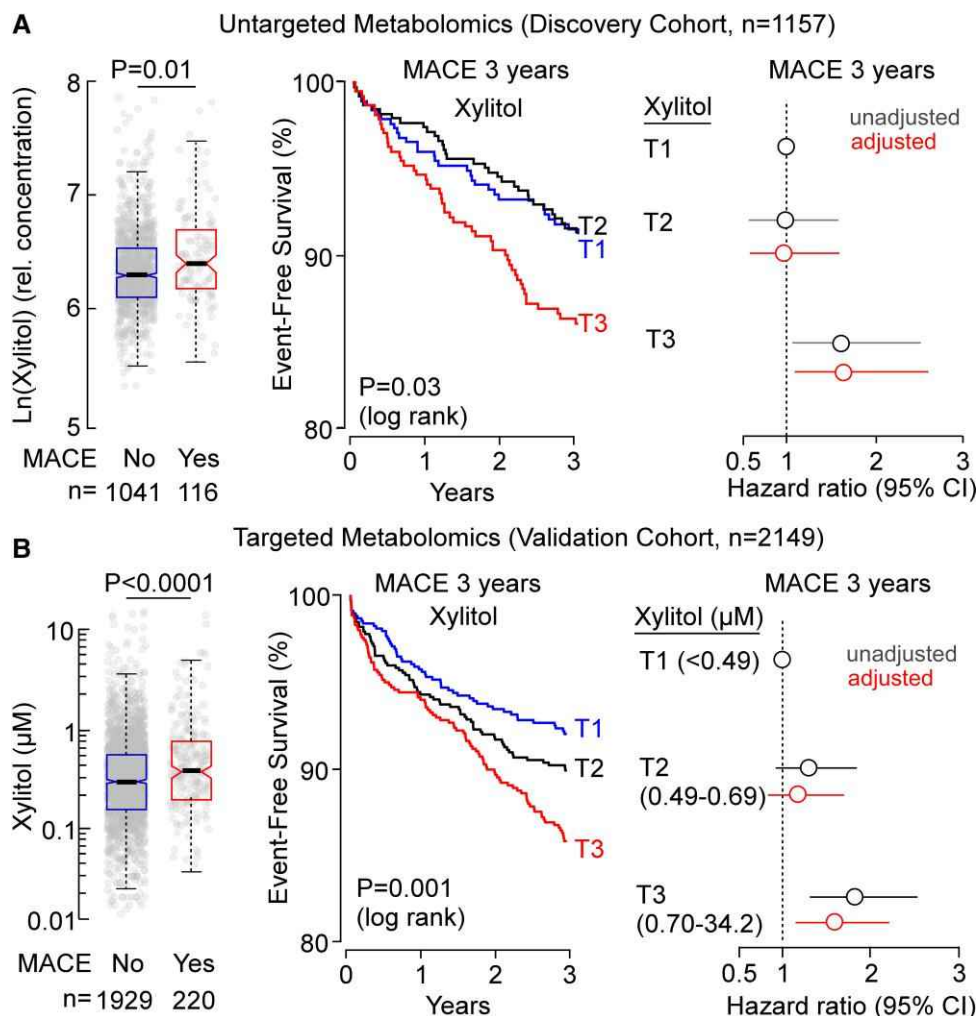 A
Untargeted Metabolomics (Discovery Cohort, n=1157)
P=0.01
Ln(Xylitol) (rel. concentration)
8
7
6
5
MACE No Yes
n= 1041 116
MACE 3 years
Xylitol
Event-Free Survival (%)
100
90
80
T2
T1
T3
P=0.03
(log rank)
0 1 2 3
Years
MACE 3 years
Xylitol
unadjusted
adjusted
T1
T2
T3
0.5 1 2 3
Hazard ratio (95% CI)
B
Targeted Metabolomics (Validation Cohort, n=2149)
P<0.0001
Xylitol (µM)
10
1
0.1
0.01
MACE No Yes
n= 1929 220
MACE 3 years
Xylitol
Event-Free Survival (%)
100
90
80
T1
T2
T3
P=0.001
(log rank)
0 1 2 3
Years
MACE 3 years
Xylitol (µM)
unadjusted
adjusted
T1 (<0.49)
T2
(0.49-0.69)
T3
(0.70-34.2)
0.5 1 2 3
Hazard ratio (95% CI)